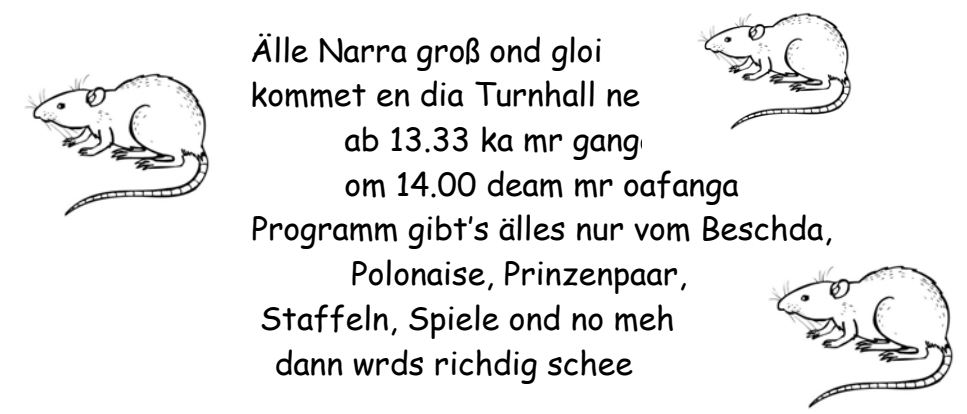 Älle Narra groß ond gloi
kommet en dia Turnhall ne
ab 13.33 ka mr
om 14.00 deam mr oafanga
Programm gibt's älles nur vom Beschda,
Polonaise, Prinzenpaar,
Staffeln, Spiele ond no meh
dann wrds richdig schee